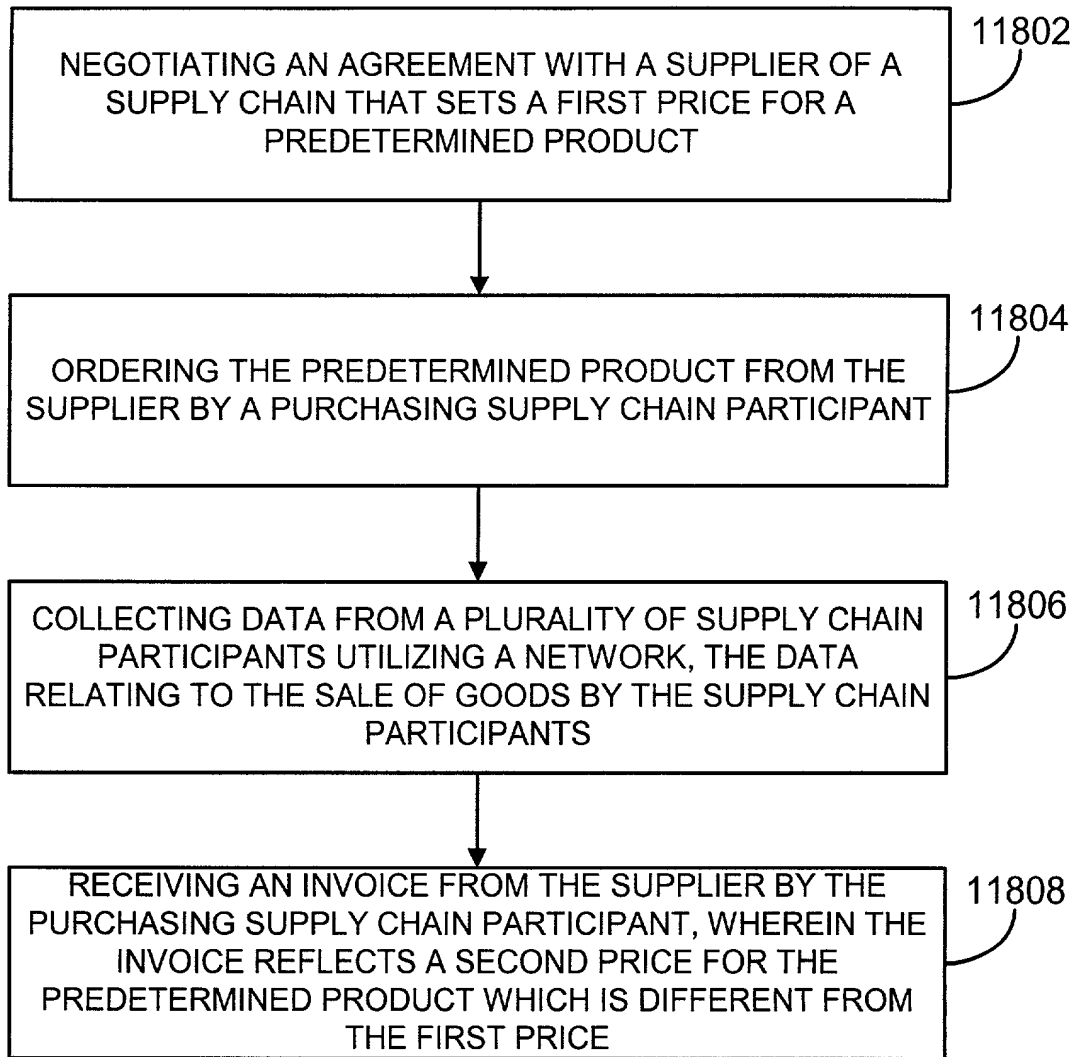 11802
NEGOTIATING AN AGREEMENT WITH A SUPPLIER OF A
SUPPLY CHAIN THAT SETS A FIRST PRICE FOR A
PREDETERMINED PRODUCT
11804
ORDERING THE PREDETERMINED PRODUCT FROM THE
SUPPLIER BY A PURCHASING SUPPLY CHAIN PARTICIPANT
11806
COLLECTING DATA FROM A PLURALITY OF SUPPLY CHAIN
PARTICIPANTS UTILIZING A NETWORK, THE DATA
RELATING TO THE SALE OF GOODS BY THE SUPPLY CHAIN
PARTICIPANTS
11808
RECEIVING AN INVOICE FROM THE SUPPLIER BY THE
PURCHASING SUPPLY CHAIN PARTICIPANT, WHEREIN THE
INVOICE REFLECTS A SECOND PRICE FOR THE
PREDETERMINED PRODUCT WHICH IS DIFFERENT FROM
THE FIRST PRICE